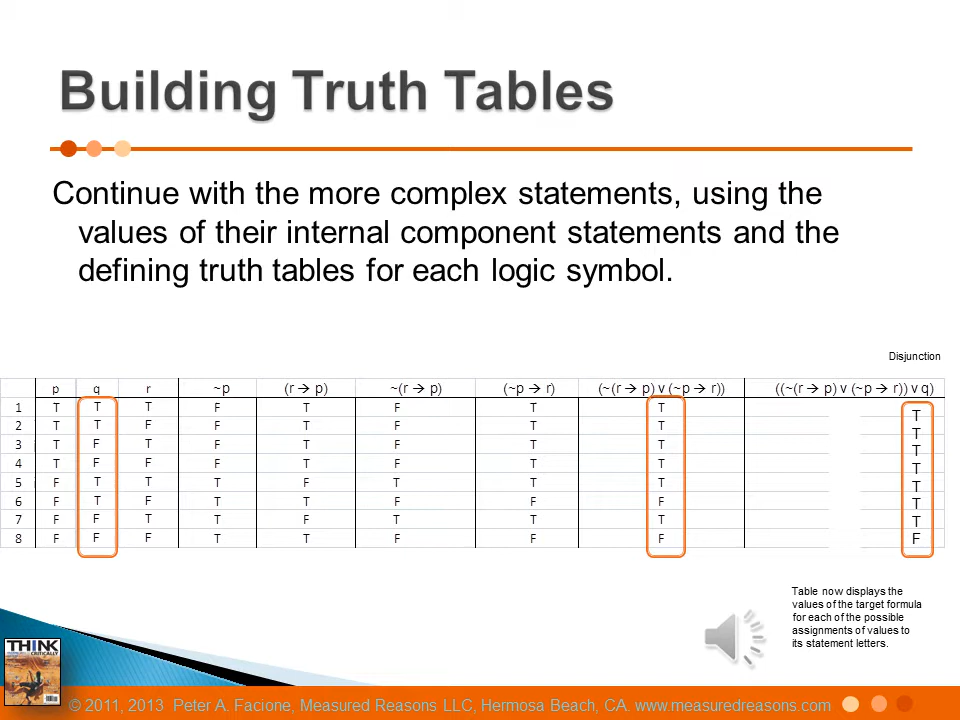 Building Truth Tables
Continue with the more complex statements, using the
values of their internal component statements and the
defining truth tables for each logic symbol.
Disjunction
p q r ~p (r → p) ~(r → p) (~p → r) (~(r → p) v (~p → r)) ((~(r → p) v (~p → r)) v q)
1 T T T F T F T T T
2 T T F F T F T T T
3 T F T F T F T T T
4 T F F F T F T T T
5 F T T T F T T T T
6 F T F T T F F F T
7 F F T T F T T T T
8 F F F T T F F F F
Table now displays the
values of the target formula
for each of the possible
assignments of values to
its statement letters.
THINK
CRITICALLY
© 2011, 2013 Peter A. Facione, Measured Reasons LLC, Hermosa Beach, CA. www.measuredreasons.com